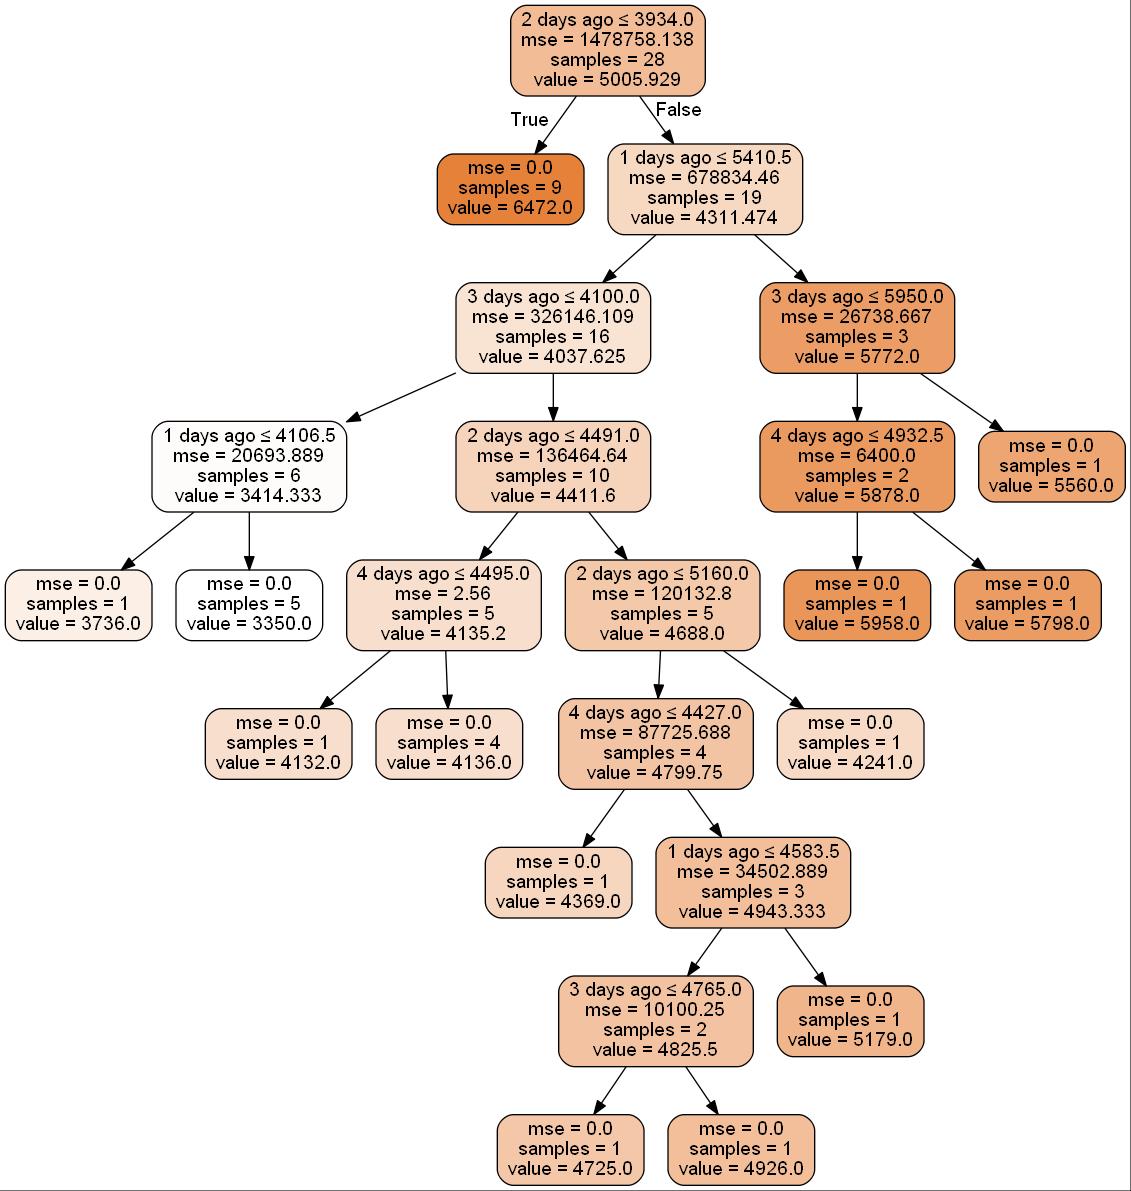 2 days ago ≤ 3934.0
mse = 1478758.138
samples = 28
value = 5005.929
True
False
mse = 0.0
samples = 9
value = 6472.0
1 days ago ≤ 5410.5
mse = 678834.46
samples = 19
value = 4311.474
3 days ago ≤ 4100.0
mse = 326146.109
samples = 16
value = 4037.625
3 days ago ≤ 5950.0
mse = 26738.667
samples = 3
value = 5772.0
1 days ago ≤ 4106.5
mse = 20693.889
samples = 6
value = 3414.333
2 days ago ≤ 4491.0
mse = 136464.64
samples = 10
value = 4411.6
4 days ago ≤ 4932.5
mse = 6400.0
samples = 2
value = 5878.0
mse = 0.0
samples = 1
value = 5560.0
mse = 0.0
samples = 1
value = 3736.0
mse = 0.0
samples = 5
value = 3350.0
4 days ago ≤ 4495.0
mse = 2.56
samples = 5
value = 4135.2
2 days ago ≤ 5160.0
mse = 120132.8
samples = 5
value = 4688.0
mse = 0.0
samples = 1
value = 5958.0
mse = 0.0
samples = 1
value = 5798.0
mse = 0.0
samples = 1
value = 4132.0
mse = 0.0
samples = 4
value = 4136.0
4 days ago ≤ 4427.0
mse = 87725.688
samples = 4
value = 4799.75
mse = 0.0
samples = 1
value = 4241.0
mse = 0.0
samples = 1
value = 4369.0
1 days ago ≤ 4583.5
mse = 34502.889
samples = 3
value = 4943.333
3 days ago ≤ 4765.0
mse = 10100.25
samples = 2
value = 4825.5
mse = 0.0
samples = 1
value = 5179.0
mse = 0.0
samples = 1
value = 4725.0
mse = 0.0
samples = 1
value = 4926.0